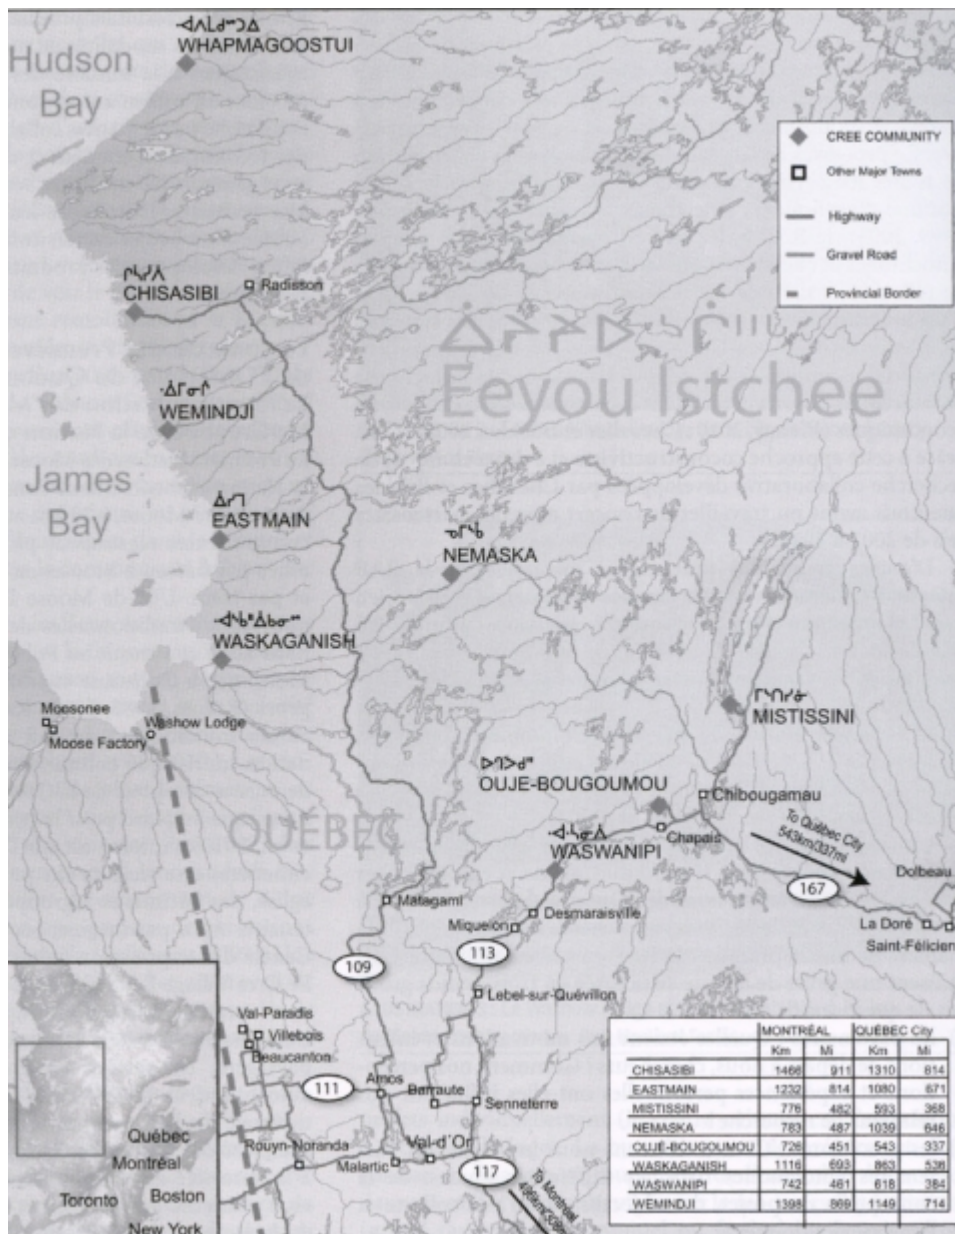 ᐊᐱᒪᑯᔥᑐᐃ
WHAPMAGOOSTUI
Hudson
Bay
CREE COMMUNITY
Other Major Towns
Highway
Gravel Road
Provincial Border
CHISASIBI
Radisson
Eeyou Istchee
WEMINDJI
James
Bay
EASTMAIN
NEMASKA
WASKAGANISH
MISTISSINI
Moosonee
Moose Factory
Washow Lodge
OUJE-BOUGOUMOU
Chibougamau
QUÉBEC
Chapais
WASWANIPI
To Québec City
543km/337mi
167
Dolbeau
Matagami
Desmaraisville
Miquelon
La Doré
Saint-Félicien
113
109
Lebel-sur-Quévillon
Val-Paradis
Villebois
Beaucanton
111
Amos
Barraute
Senneterre
Rouyn-Noranda
Val-d'Or
Malartic
117
To Montréal
Québec
Montréal
Toronto
Boston
New York
MONTRÉAL QUÉBEC City
Km Mi Km Mi
CHISASIBI 1466 911 1310 814
EASTMAIN 1232 814 1080 671
MISTISSINI 776 482 593 368
NEMASKA 783 487 1039 646
OUJÉ-BOUGOUMOU 726 451 543 337
WASKAGANISH 1116 693 863 536
WASWANIPI 742 461 618 384
WEMINDJI 1398 869 1149 714